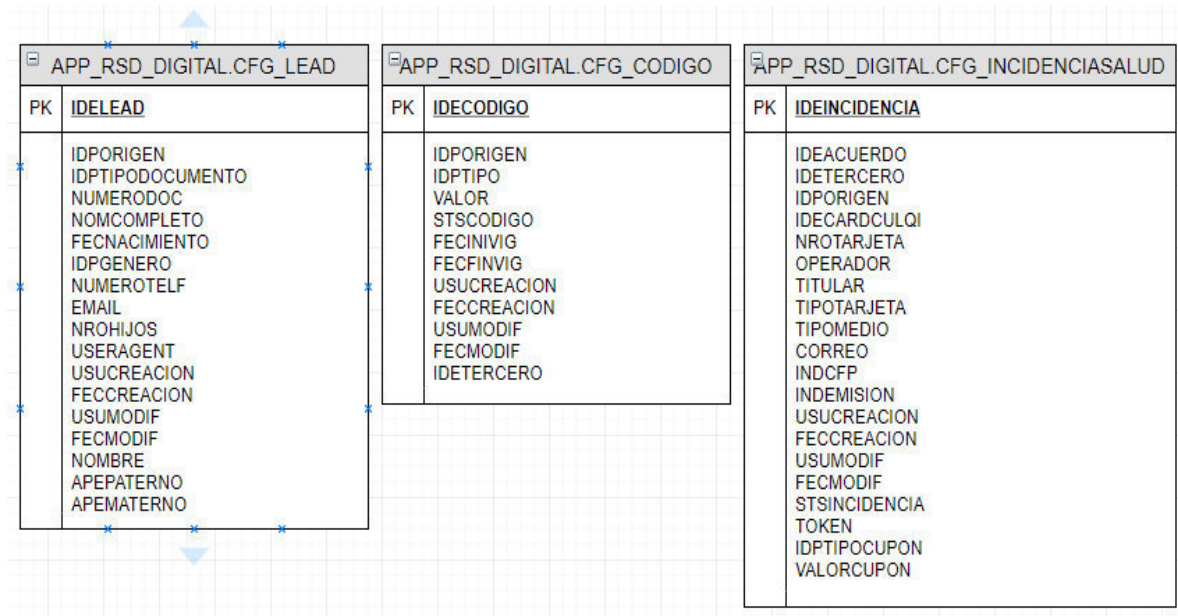 APP_RSD_DIGITAL.CFG_LEAD
PK IDELEAD
IDPORIGEN
IDPTIPODOCUMENTO
NUMERODOC
NOMCOMPLETO
FECNACIMIENTO
IDPGENERO
NUMEROTELF
EMAIL
NROHIJOS
USERAGENT
USUCREACION
FECCREACION
USUMODIF
FECMODIF
NOMBRE
APEPATERNO
APEMATERNO
APP_RSD_DIGITAL.CFG_CODIGO
PK IDECODIGO
IDPORIGEN
IDPTIPO
VALOR
STSCODIGO
FECINIVIG
FECFINVIG
USUCREACION
FECCREACION
USUMODIF
FECMODIF
IDETERCERO
APP_RSD_DIGITAL.CFG_INCIDENCIASALUD
PK IDEINCIDENCIA
IDEACUERDO
IDETERCERO
IDPORIGEN
IDECARDCULQI
NROTARJETA
OPERADOR
TITULAR
TIPOTARJETA
TIPOMEDIO
CORREO
INDCFP
INDEMISION
USUCREACION
FECCREACION
USUMODIF
FECMODIF
STSINCIDENCIA
TOKEN
IDPTIPOCUPON
VALORCUPON